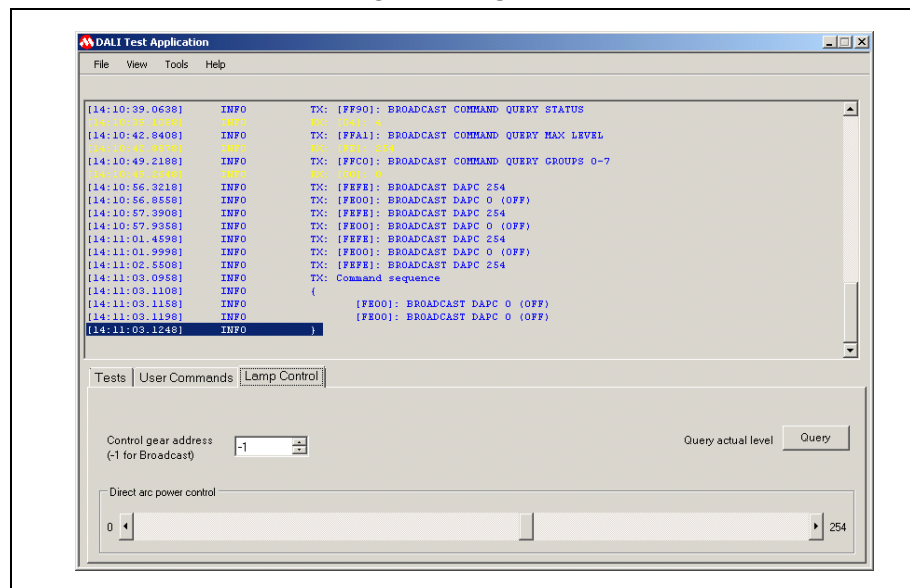 DALI Test Application
File View Tools Help
[14:10:39.0638] INFO TX: [FF90]: BROADCAST COMMAND QUERY STATUS
[14:10:42.8408] INFO TX: [FFA1]: BROADCAST COMMAND QUERY MAX LEVEL
[14:10:49.2188] INFO TX: [FFC0]: BROADCAST COMMAND QUERY GROUPS 0-7
[14:10:56.3218] INFO TX: [FEFE]: BROADCAST DAPC 254
[14:10:56.8558] INFO TX: [FE00]: BROADCAST DAPC 0 (OFF)
[14:10:57.3908] INFO TX: [FEFE]: BROADCAST DAPC 254
[14:10:57.9358] INFO TX: [FE00]: BROADCAST DAPC 0 (OFF)
[14:11:01.4598] INFO TX: [FEFE]: BROADCAST DAPC 254
[14:11:01.9998] INFO TX: [FE00]: BROADCAST DAPC 0 (OFF)
[14:11:02.5508] INFO TX: [FEFE]: BROADCAST DAPC 254
[14:11:03.0958] INFO TX: Command sequence
[14:11:03.1108] INFO {
[14:11:03.1158] INFO [FE00]: BROADCAST DAPC 0 (OFF)
[14:11:03.1198] INFO [FE00]: BROADCAST DAPC 0 (OFF)
[14:11:03.1248] INFO }
Tests User Commands Lamp Control
Control gear address
(-1 for Broadcast)
-1
Query actual level Query
Direct arc power control
0 254